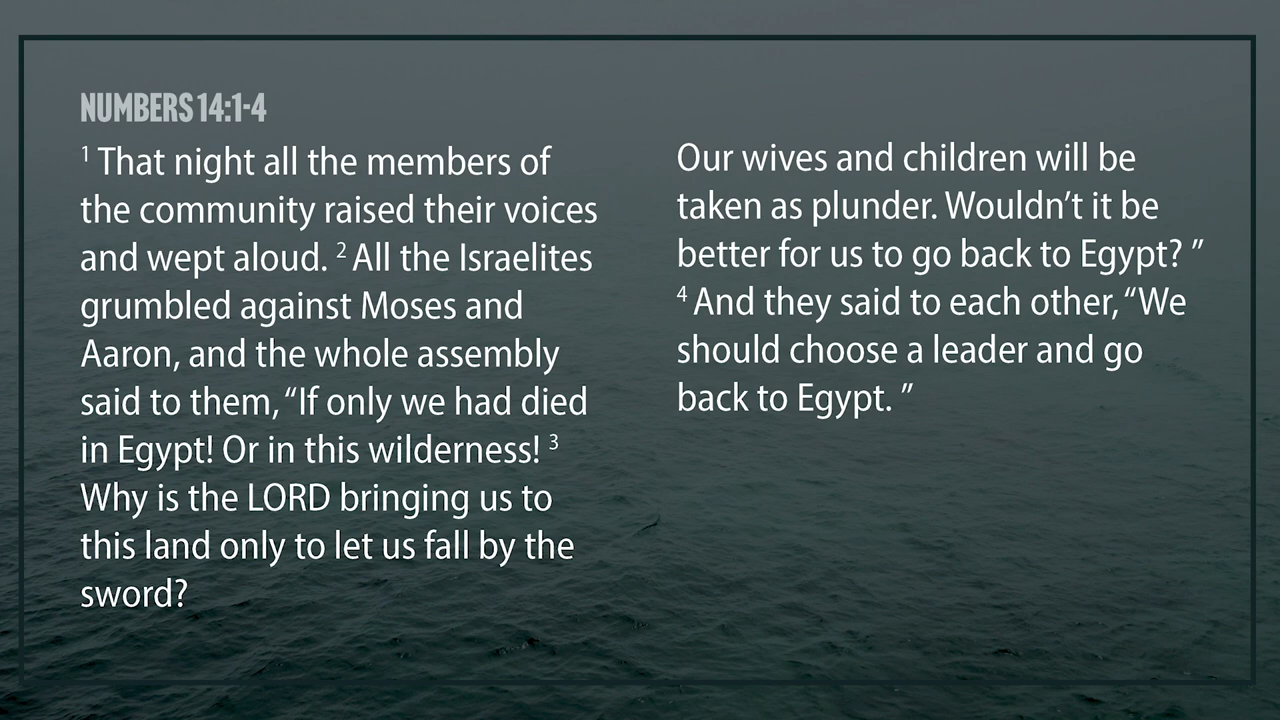 NUMBERS 14:1-4
1 That night all the members of
the community raised their voices
and wept aloud. 2 All the Israelites
grumbled against Moses and
Aaron, and the whole assembly
said to them, “If only we had died
in Egypt! Or in this wilderness! 3
Why is the LORD bringing us to
this land only to let us fall by the
sword?
Our wives and children will be
taken as plunder. Wouldn’t it be
better for us to go back to Egypt? ”
4 And they said to each other, “We
should choose a leader and go
back to Egypt. ”